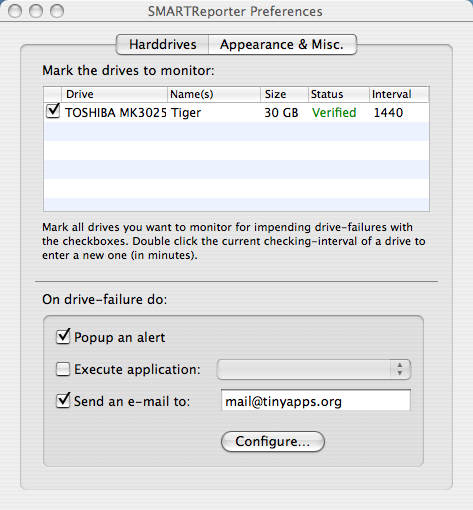 SMARTReporter Preferences
Harddrives Appearance & Misc.
Mark the drives to monitor:
Drive Name(s) Size Status Interval
TOSHIBA MK3025 Tiger 30 GB Verified 1440
Mark all drives you want to monitor for impending drive-failures with
the checkboxes. Double click the current checking-interval of a drive to
enter a new one (in minutes).
On drive-failure do:
Popup an alert
Execute application:
Send an e-mail to: mail@tinyapps.org
Configure...